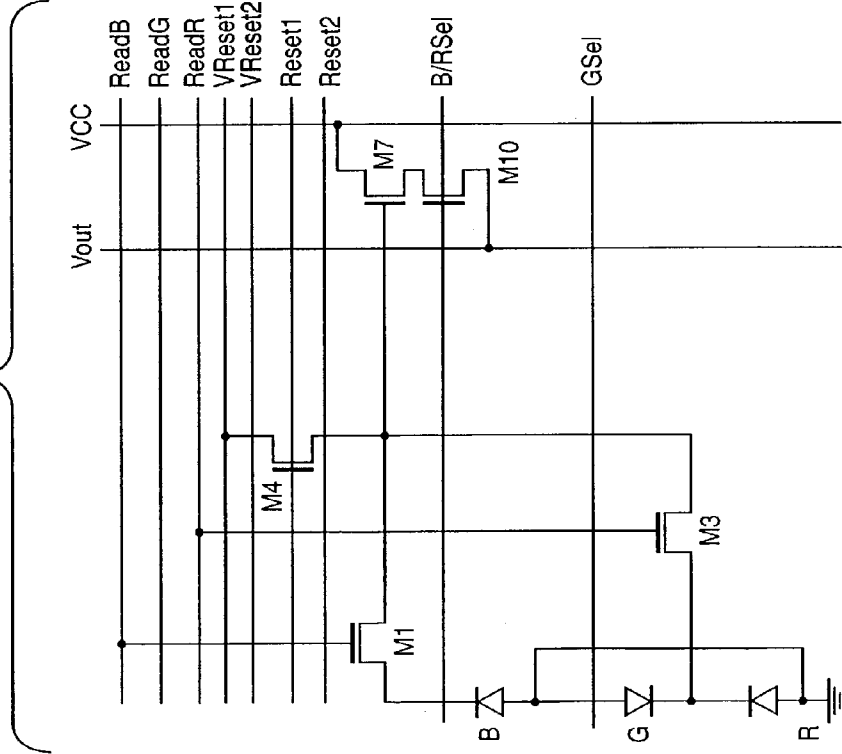 ReadB
ReadG
ReadR
VReset1
VReset2
Reset1
Reset2
B/RSel
GSel
VCC
Vout
M7
M10
M4
M3
M1
B
G
R